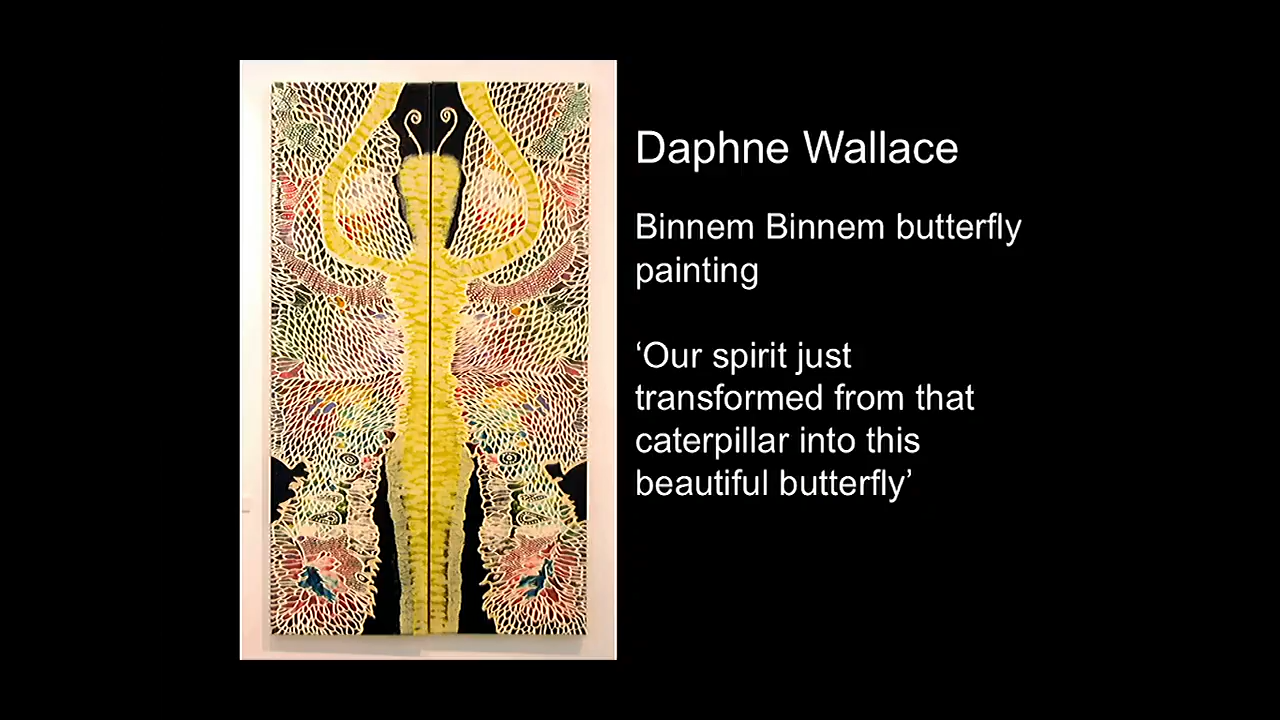 Daphne Wallace
Binnem Binnem butterfly
painting
‘Our spirit just
transformed from that
caterpillar into this
beautiful butterfly’